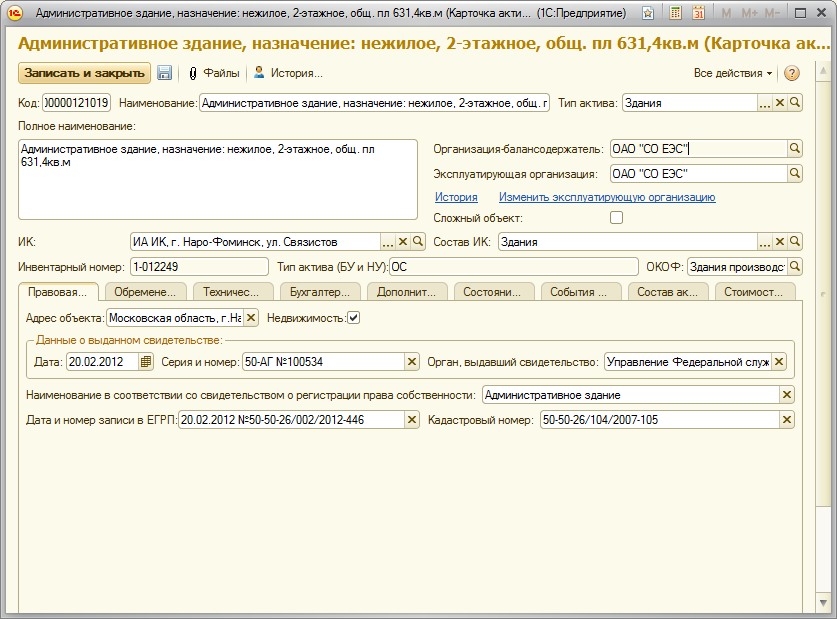 Административное здание, назначение: нежилое, 2-этажное, общ. пл 631,4кв.м (Карточка акти... (1С:Предприятие)
M M+ M-
Административное здание, назначение: нежилое, 2-этажное, общ. пл 631,4кв.м (Карточка ак...
Записать и закрыть Файлы История... Все действия
Код: 00000121019 Наименование: Административное здание, назначение: нежилое, 2-этажное, общ. п Тип актива: Здания
Полное наименование:
Административное здание, назначение: нежилое, 2-этажное, общ. пл
631,4кв.м
Организация-балансодержатель: ОАО "СО ЕЭС"
Эксплуатирующая организация: ОАО "СО ЕЭС"
История Изменить эксплуатирующую организацию
Сложный объект:
ИК: ИА ИК, г. Наро-Фоминск, ул. Связистов Состав ИК: Здания
Инвентарный номер: 1-012249 Тип актива (БУ и НУ): ОС ОКОФ: Здания производст
Правовая... Обремене... Техничес... Бухгалтер... Дополнит... Состояни... События ... Состав ак... Стоимост...
Адрес объекта: Московская область, г.На Недвижимость:
Данные о выданном свидетельстве:
Дата: 20.02.2012 Серия и номер: 50-АГ №100534 Орган, выдавший свидетельство: Управление Федеральной служ
Наименование в соответствии со свидетельством о регистрации права собственности: Административное здание
Дата и номер записи в ЕГРП: 20.02.2012 №50-50-26/002/2012-446 Кадастровый номер: 50-50-26/104/2007-105